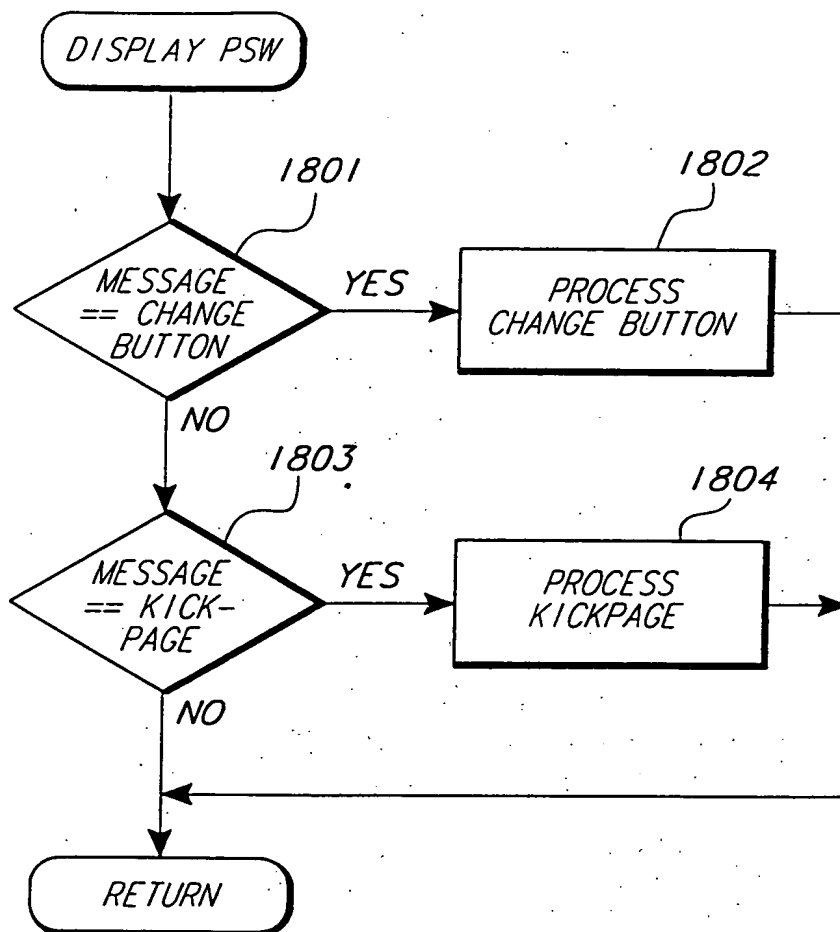 DISPLAY PSW
1801
MESSAGE
== CHANGE
BUTTON
YES
1802
PROCESS
CHANGE BUTTON
NO
1803
MESSAGE
== KICK-
PAGE
YES
1804
PROCESS
KICKPAGE
NO
RETURN